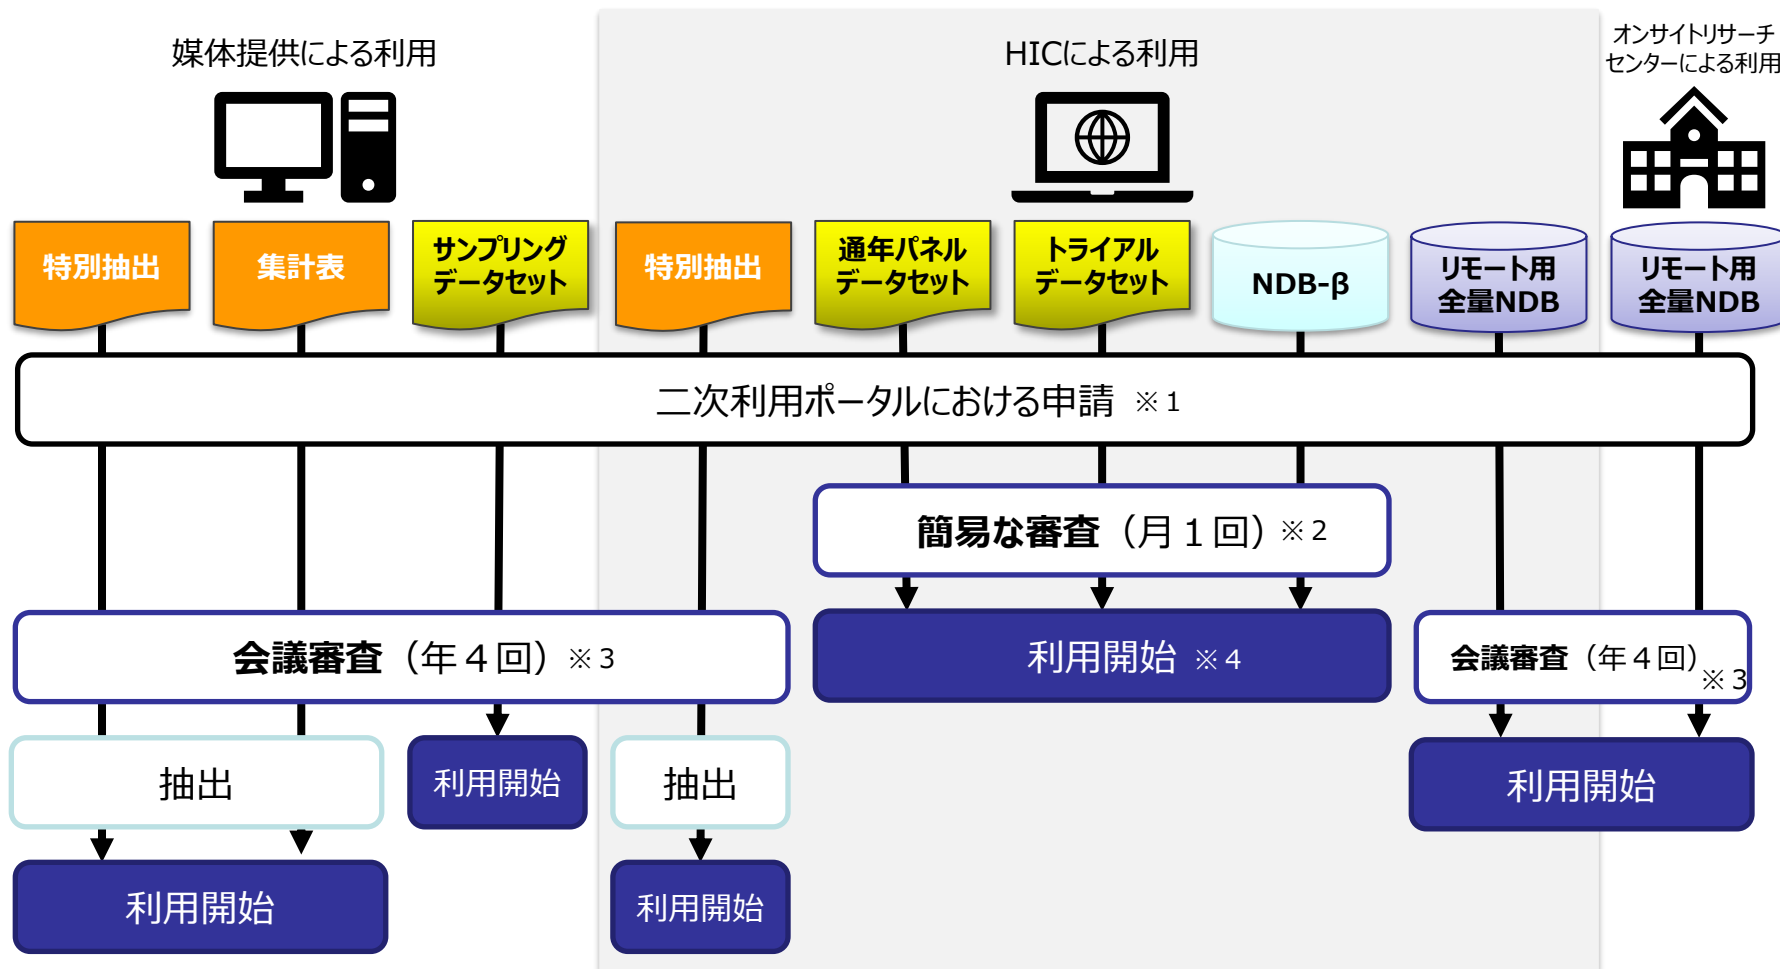 媒体提供による利用
HICによる利用
オンサイトリサーチ
センターによる利用
特別抽出
集計表
サンプリング
データセット
特別抽出
通年パネル
データセット
トライアル
データセット
NDB-β
リモート用
全量NDB
リモート用
全量NDB
二次利用ポータルにおける申請 ※1
簡易な審査（月１回）※2
会議審査（年４回）※3
利用開始 ※4
会議審査（年４回）※3
抽出
利用開始
抽出
利用開始
利用開始
利用開始